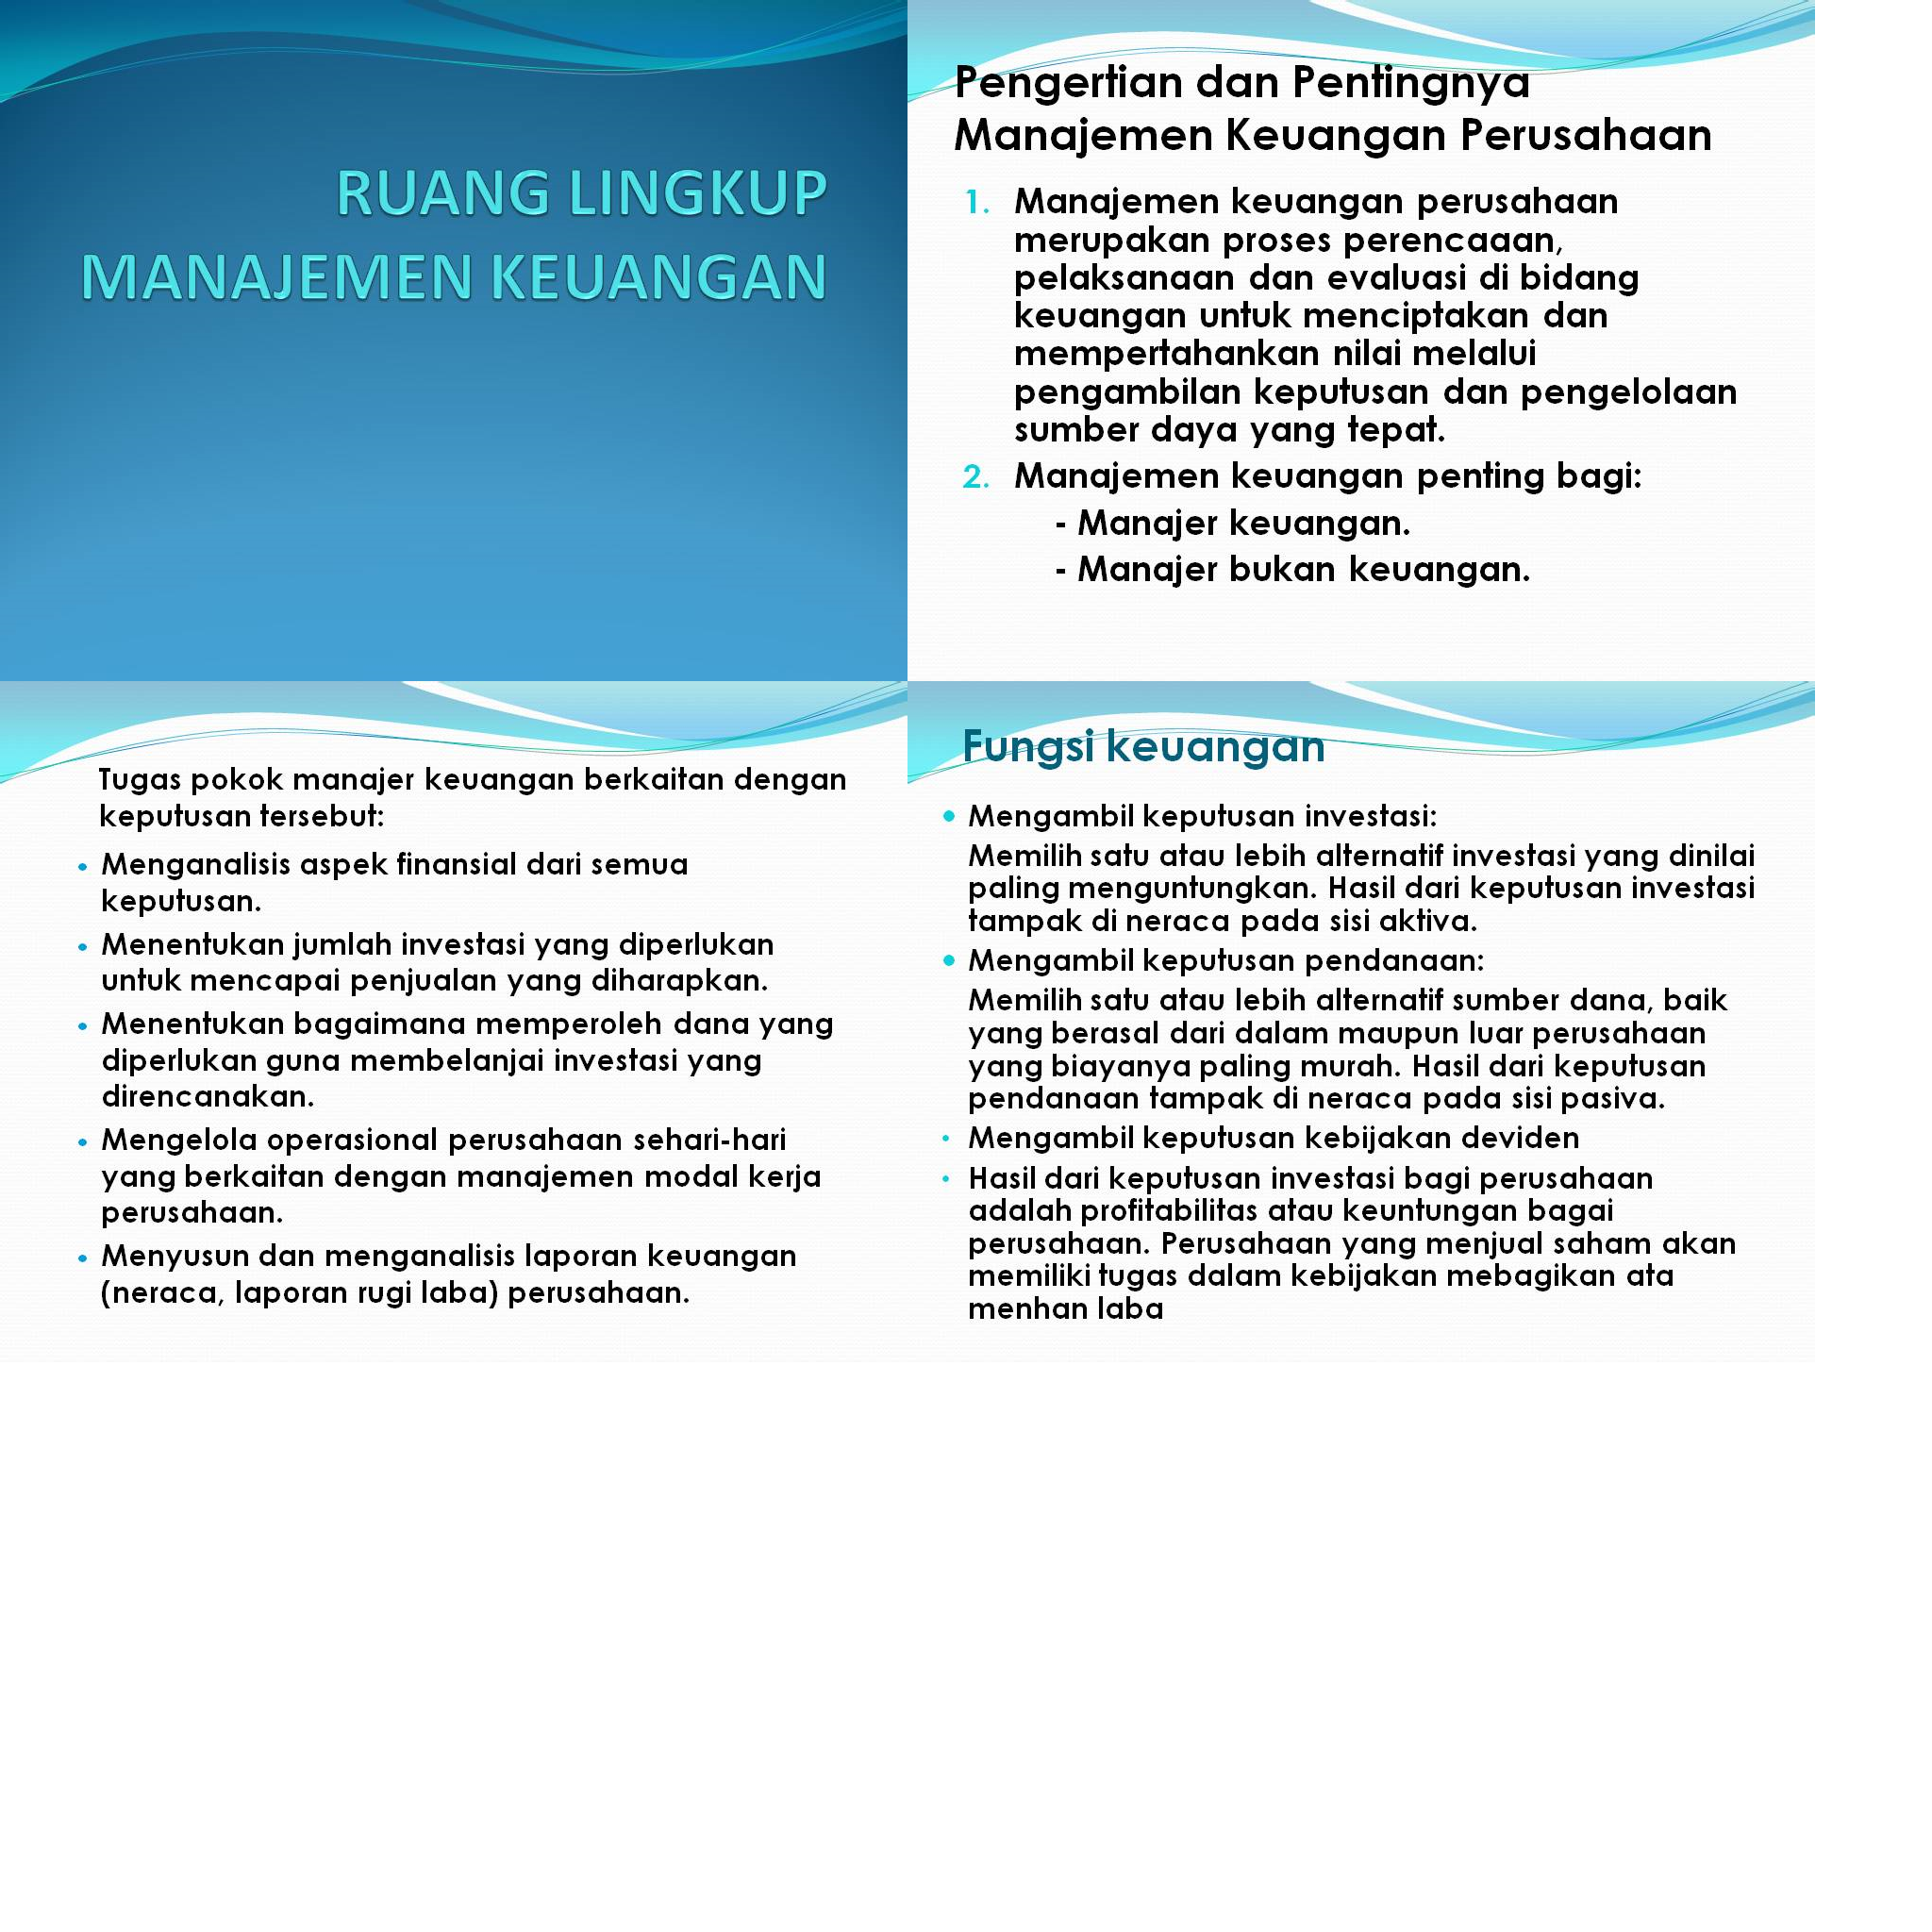 RUANG LINGKUP
MANAJEMEN KEUANGAN
Pengertian dan Pentingnya
Manajemen Keuangan Perusahaan
1. Manajemen keuangan perusahaan
merupakan proses perencaaan,
pelaksanaan dan evaluasi di bidang
keuangan untuk menciptakan dan
mempertahankan nilai melalui
pengambilan keputusan dan pengelolaan
sumber daya yang tepat.
2. Manajemen keuangan penting bagi:
- Manajer keuangan.
- Manajer bukan keuangan.
Tugas pokok manajer keuangan berkaitan dengan
keputusan tersebut:
• Menganalisis aspek finansial dari semua
keputusan.
• Menentukan jumlah investasi yang diperlukan
untuk mencapai penjualan yang diharapkan.
• Menentukan bagaimana memperoleh dana yang
diperlukan guna membelanjai investasi yang
direncanakan.
• Mengelola operasional perusahaan sehari-hari
yang berkaitan dengan manajemen modal kerja
perusahaan.
• Menyusun dan menganalisis laporan keuangan
(neraca, laporan rugi laba) perusahaan.
Fungsi keuangan
• Mengambil keputusan investasi:
Memilih satu atau lebih alternatif investasi yang dinilai
paling menguntungkan. Hasil dari keputusan investasi
tampak di neraca pada sisi aktiva.
• Mengambil keputusan pendanaan:
Memilih satu atau lebih alternatif sumber dana, baik
yang berasal dari dalam maupun luar perusahaan
yang biayanya paling murah. Hasil dari keputusan
pendanaan tampak di neraca pada sisi pasiva.
• Mengambil keputusan kebijakan deviden
• Hasil dari keputusan investasi bagi perusahaan
adalah profitabilitas atau keuntungan bagai
perusahaan. Perusahaan yang menjual saham akan
memiliki tugas dalam kebijakan mebagikan ata
menhan laba